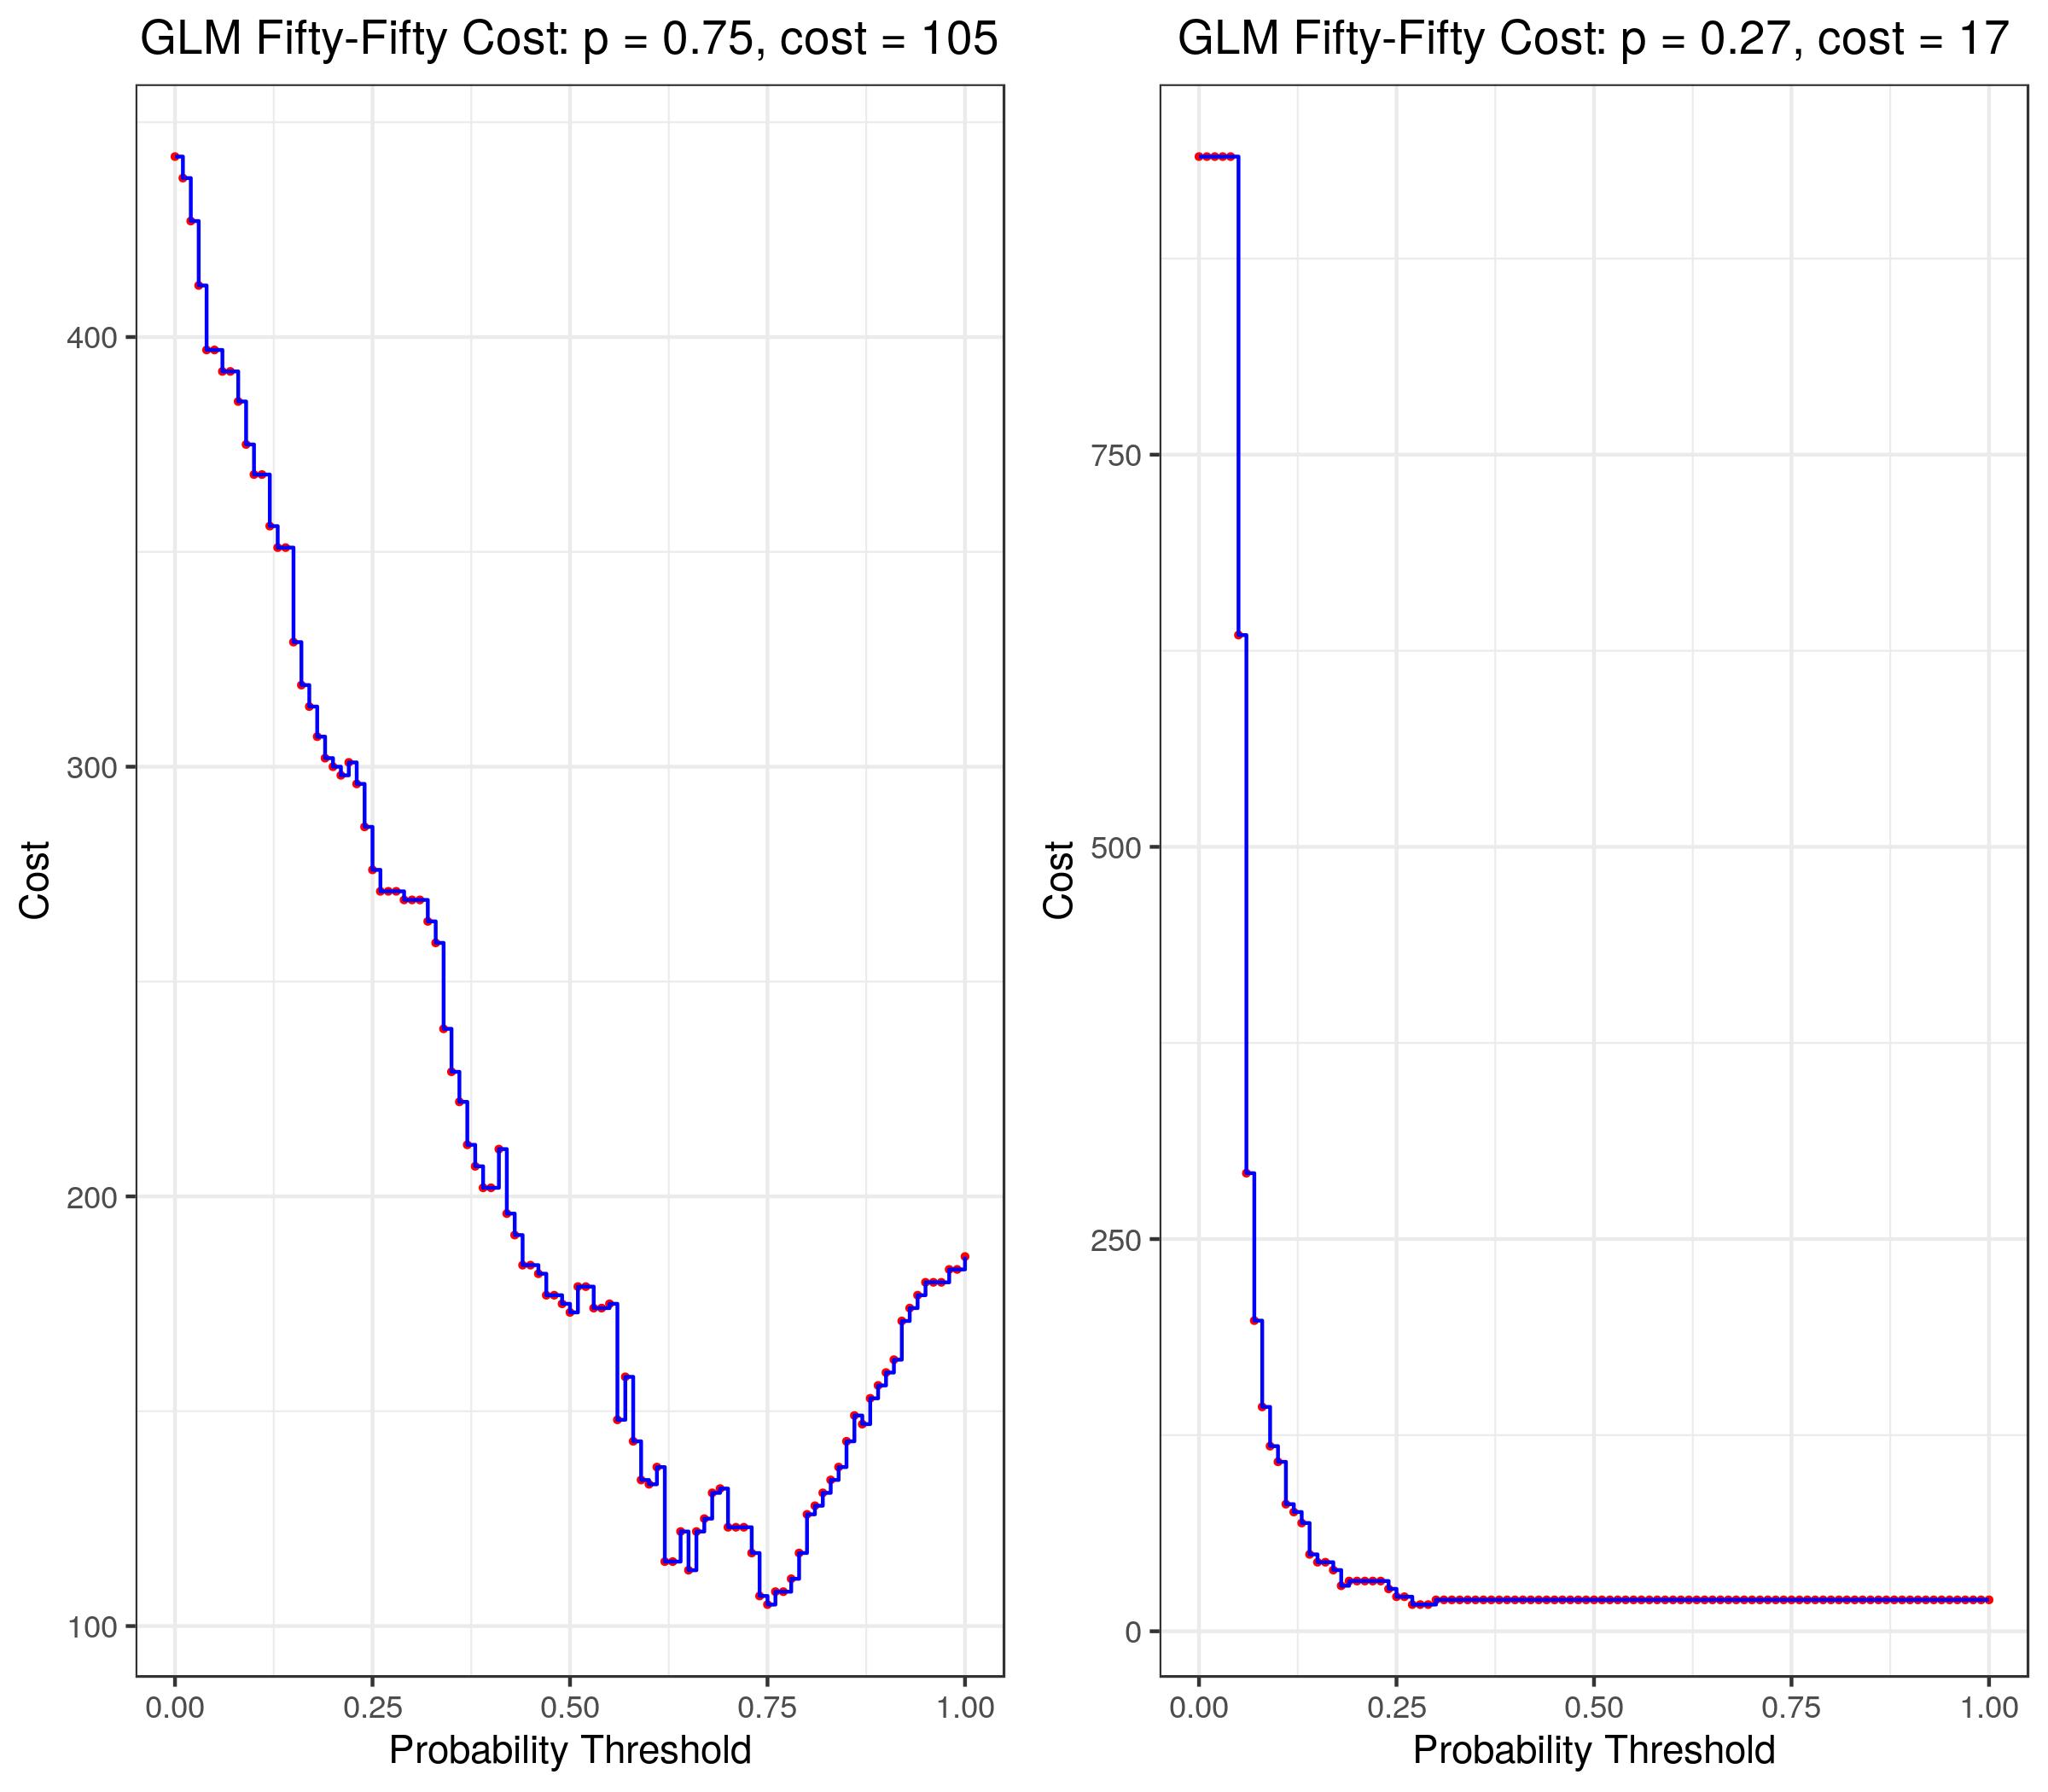 GLM Fifty-Fifty Cost: p = 0.75, cost = 105
Cost
400
300
200
100
0.00 0.25 0.50 0.75 1.00
Probability Threshold
GLM Fifty-Fifty Cost: p = 0.27, cost = 17
Cost
750
500
250
0
0.00 0.25 0.50 0.75 1.00
Probability Threshold